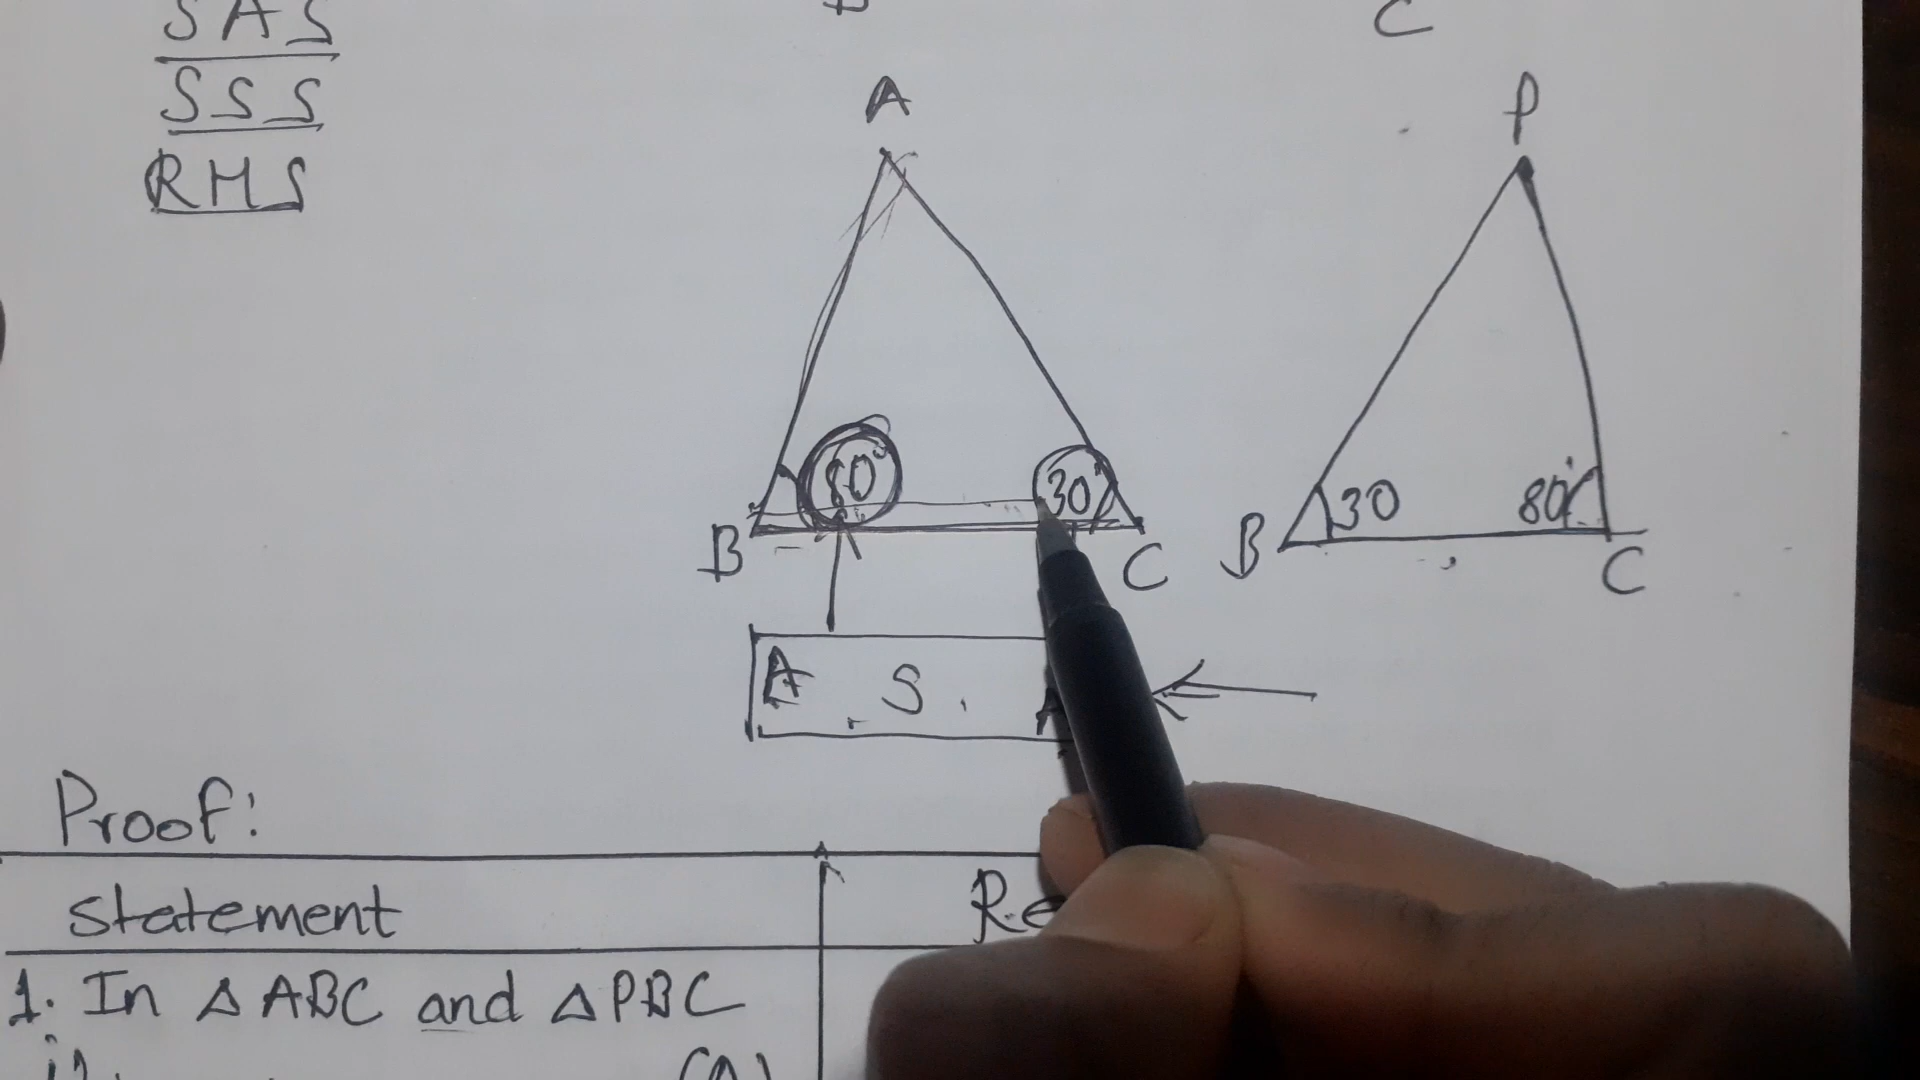 SAS
SSS
RHS
C
A
P
80°
30°
30
80°
B
C
B
C
A S A
Proof:
Statement
Re
1. In △ ABC and △ PBC